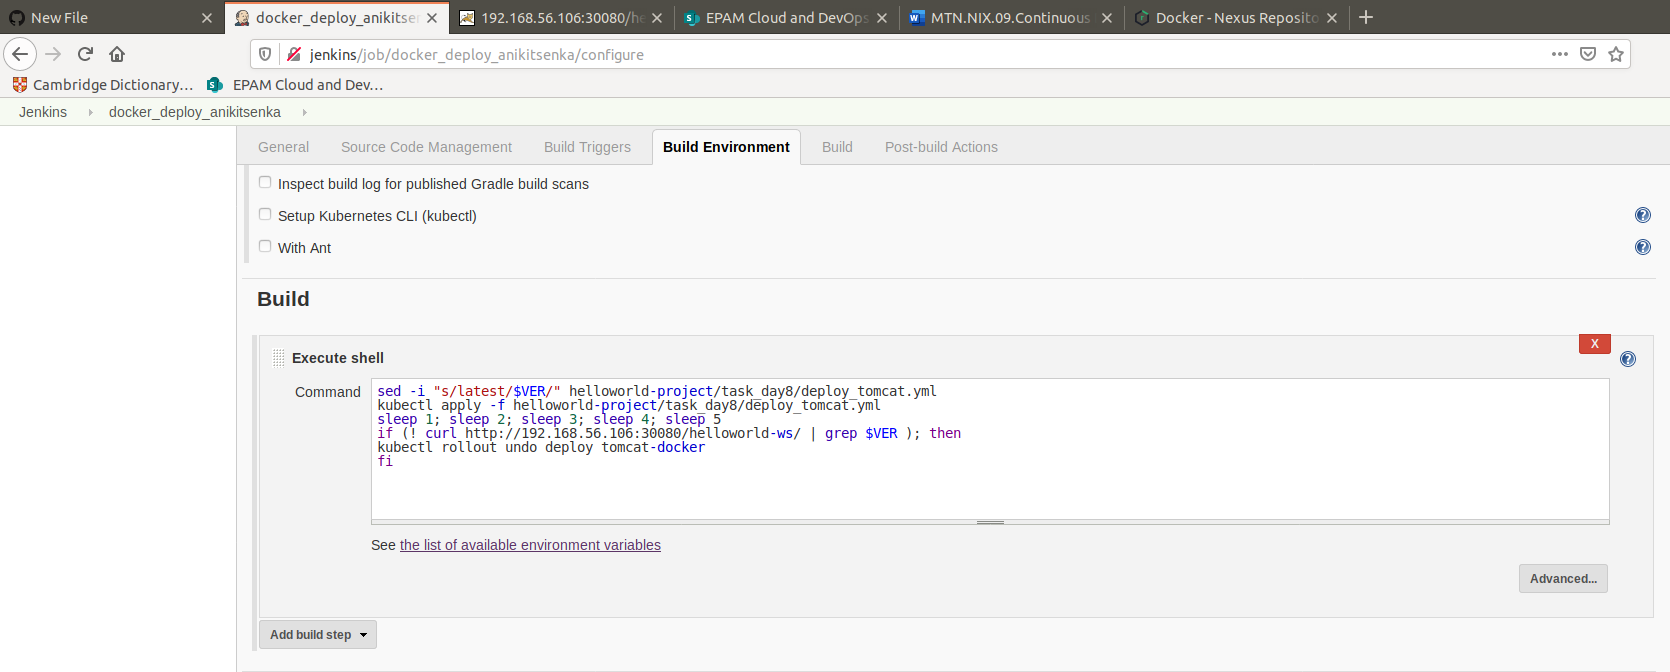 New File
docker_deploy_anikitsen
192.168.56.106:30080/he
EPAM Cloud and DevOps
MTN.NIX.09.Continuous
Docker - Nexus Reposito
jenkins/job/docker_deploy_anikitsenka/configure
Cambridge Dictionary… EPAM Cloud and Dev…
Jenkins docker_deploy_anikitsenka
General Source Code Management Build Triggers Build Environment Build Post-build Actions
Inspect build log for published Gradle build scans
Setup Kubernetes CLI (kubectl)
With Ant
Build
X
Execute shell
Command
sed -i "s/latest/$VER/" helloworld-project/task_day8/deploy_tomcat.yml
kubectl apply -f helloworld-project/task_day8/deploy_tomcat.yml
sleep 1; sleep 2; sleep 3; sleep 4; sleep 5
if (! curl http://192.168.56.106:30080/helloworld-ws/ | grep $VER ); then
kubectl rollout undo deploy tomcat-docker
fi
See the list of available environment variables
Advanced...
Add build step